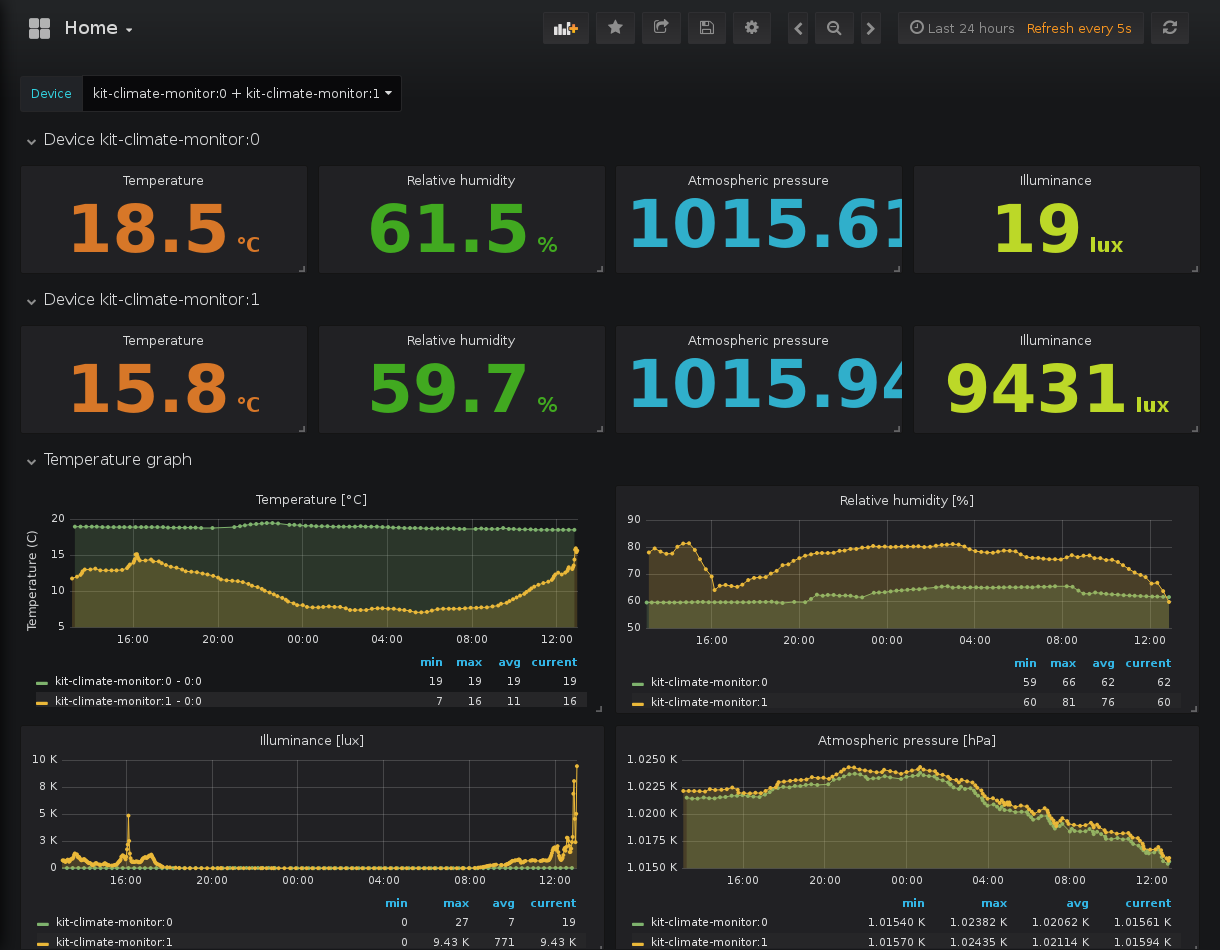 Home
Last 24 hours Refresh every 5s
Device kit-climate-monitor:0 + kit-climate-monitor:1
Device kit-climate-monitor:0
Temperature Relative humidity Atmospheric pressure Illuminance
18.5 °C 61.5 % 1015.61 19 lux
Device kit-climate-monitor:1
Temperature Relative humidity Atmospheric pressure Illuminance
15.8 °C 59.7 % 1015.94 9431 lux
Temperature graph
Temperature [°C]
Temperature (C)
20
15
10
5
16:00 20:00 00:00 04:00 08:00 12:00
min max avg current
kit-climate-monitor:0 - 0:0 19 19 19 19
kit-climate-monitor:1 - 0:0 7 16 11 16
Relative humidity [%]
90
80
70
60
50
16:00 20:00 00:00 04:00 08:00 12:00
min max avg current
kit-climate-monitor:0 59 66 62 62
kit-climate-monitor:1 60 81 76 60
Illuminance [lux]
10 K
8 K
5 K
3 K
0
16:00 20:00 00:00 04:00 08:00 12:00
min max avg current
kit-climate-monitor:0 0 27 7 19
kit-climate-monitor:1 0 9.43 K 771 9.43 K
Atmospheric pressure [hPa]
1.0250 K
1.0225 K
1.0200 K
1.0175 K
1.0150 K
16:00 20:00 00:00 04:00 08:00 12:00
min max avg current
kit-climate-monitor:0 1.01540 K 1.02382 K 1.02062 K 1.01561 K
kit-climate-monitor:1 1.01570 K 1.02435 K 1.02114 K 1.01594 K